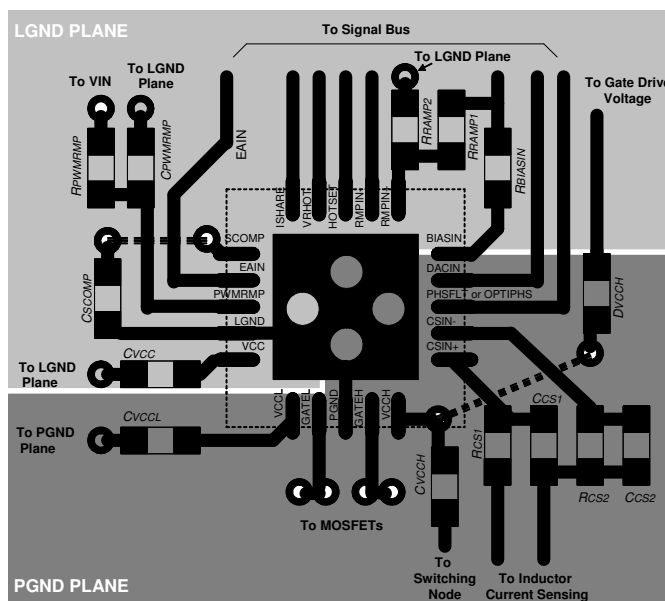 LGND PLANE
To Signal Bus
To LGND Plane
To VIN
To LGND
Plane
To Gate Drive
Voltage
EAIN
RRAMP2
RRAMP1
RPWMRMP
CPWMRMP
RBIASIN
ISHARE
VRHOT
HOTSET
RMPIN-
RMPIN+
SCOMP
EAIN
PWMRMP
LGND
VCC
BIASIN
DACIN
PHSFLT or OPTIPHS
CSIN-
CSIN+
CSCOMP
DVCCH
To LGND
Plane
CVCC
VCCL
GATEL
PGND
GATEH
VCCH
CVCCL
To PGND
Plane
CCS1
RCS1
CVCCH
RCS2
CCS2
To MOSFETs
To
Switching
Node
To Inductor
Current Sensing
PGND PLANE